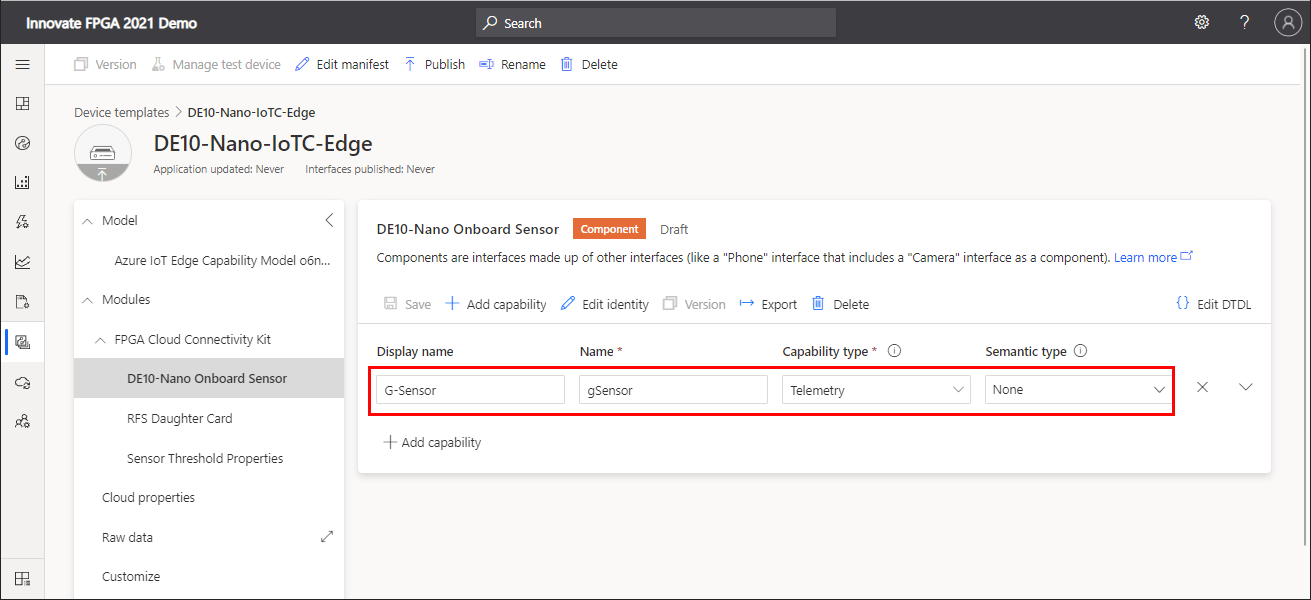 Innovate FPGA 2021 Demo
Search
Version Manage test device Edit manifest Publish Rename Delete
Device templates > DE10-Nano-IoTC-Edge
DE10-Nano-IoTC-Edge
Application updated: Never Interfaces published: Never
Model
Azure IoT Edge Capability Model o6n...
Modules
FPGA Cloud Connectivity Kit
DE10-Nano Onboard Sensor
RFS Daughter Card
Sensor Threshold Properties
Cloud properties
Raw data
Customize
DE10-Nano Onboard Sensor Component Draft
Components are interfaces made up of other interfaces (like a "Phone" interface that includes a "Camera" interface as a component). Learn more
Save Add capability Edit identity Version Export Delete {} Edit DTDL
Display name Name * Capability type * Semantic type
G-Sensor gSensor Telemetry None
Add capability